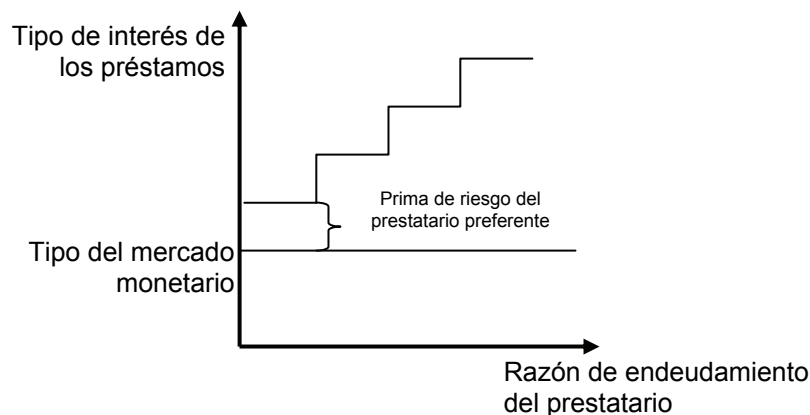 Tipo de interés de
los préstamos
Prima de riesgo del
prestatario preferente
Tipo del mercado
monetario
Razón de endeudamiento
del prestatario